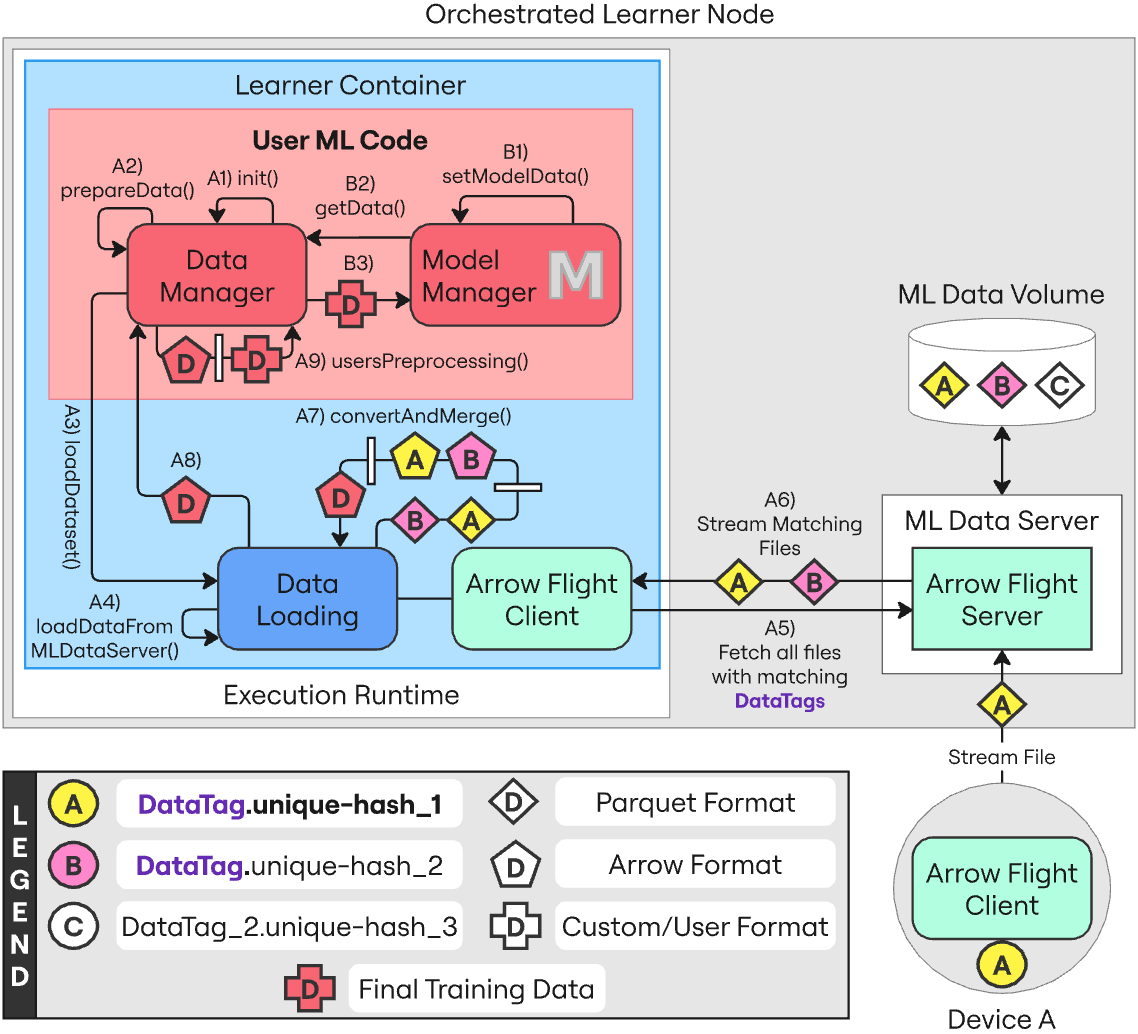 Orchestrated Learner Node
Learner Container
User ML Code
A2)
prepareData()
A1) init()
B2)
getData()
B1)
setModelData()
Data
Manager
B3)
D
Model
Manager
M
D
D
A9) usersPreprocessing()
A3) loadDataset()
A8)
D
A7) convertAndMerge()
A
B
D
B
A
Data
Loading
A4)
loadDataFrom
MLDataServer()
Arrow Flight
Client
Execution Runtime
ML Data Volume
A
B
C
A6)
Stream Matching
Files
A
B
A5)
Fetch all files
with matching
DataTags
ML Data Server
Arrow Flight
Server
A
Stream File
Arrow Flight
Client
A
Device A
LEGEND
A
DataTag.unique-hash_1
D
Parquet Format
B
DataTag.unique-hash_2
D
Arrow Format
C
DataTag_2.unique-hash_3
D
Custom/User Format
D
Final Training Data